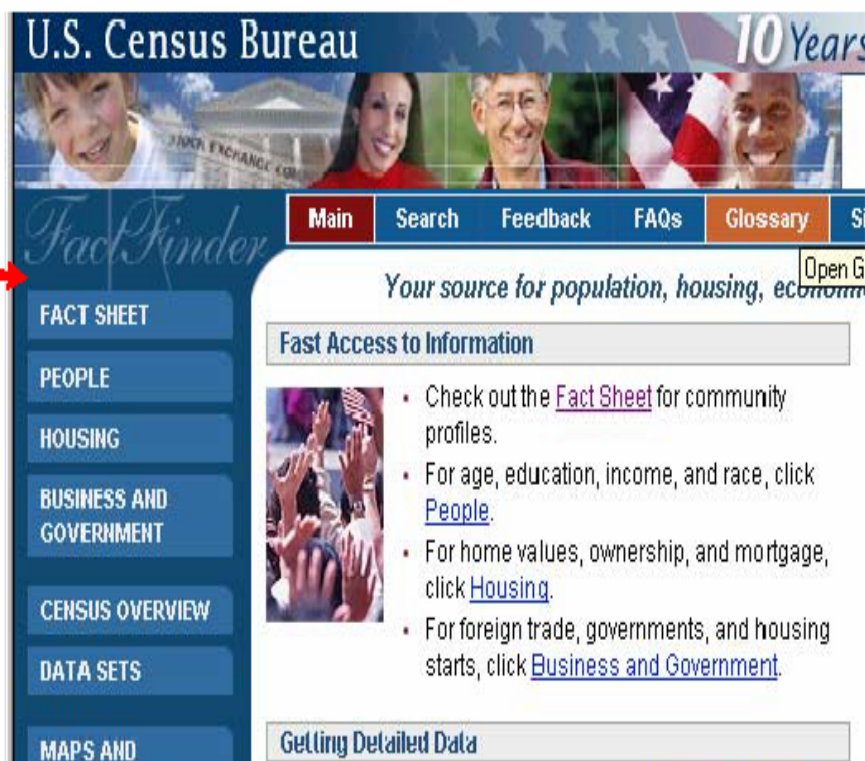 U.S. Census Bureau
10 Years
FactFinder
Main Search Feedback FAQs Glossary
Open G
Your source for population, housing,
FACT SHEET
PEOPLE
HOUSING
BUSINESS AND
GOVERNMENT
CENSUS OVERVIEW
DATA SETS
MAPS AND
Fast Access to Information
• Check out the Fact Sheet for community
profiles.
• For age, education, income, and race, click
People.
• For home values, ownership, and mortgage,
click Housing.
• For foreign trade, governments, and housing
starts, click Business and Government.
Getting Detailed Data